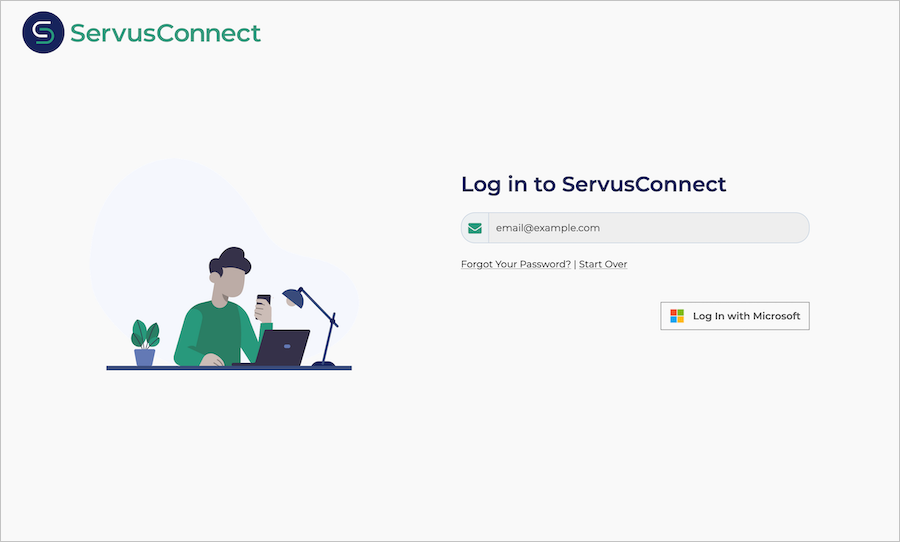 ServusConnect
Log in to ServusConnect
email@example.com
Forgot Your Password? | Start Over
Log In with Microsoft